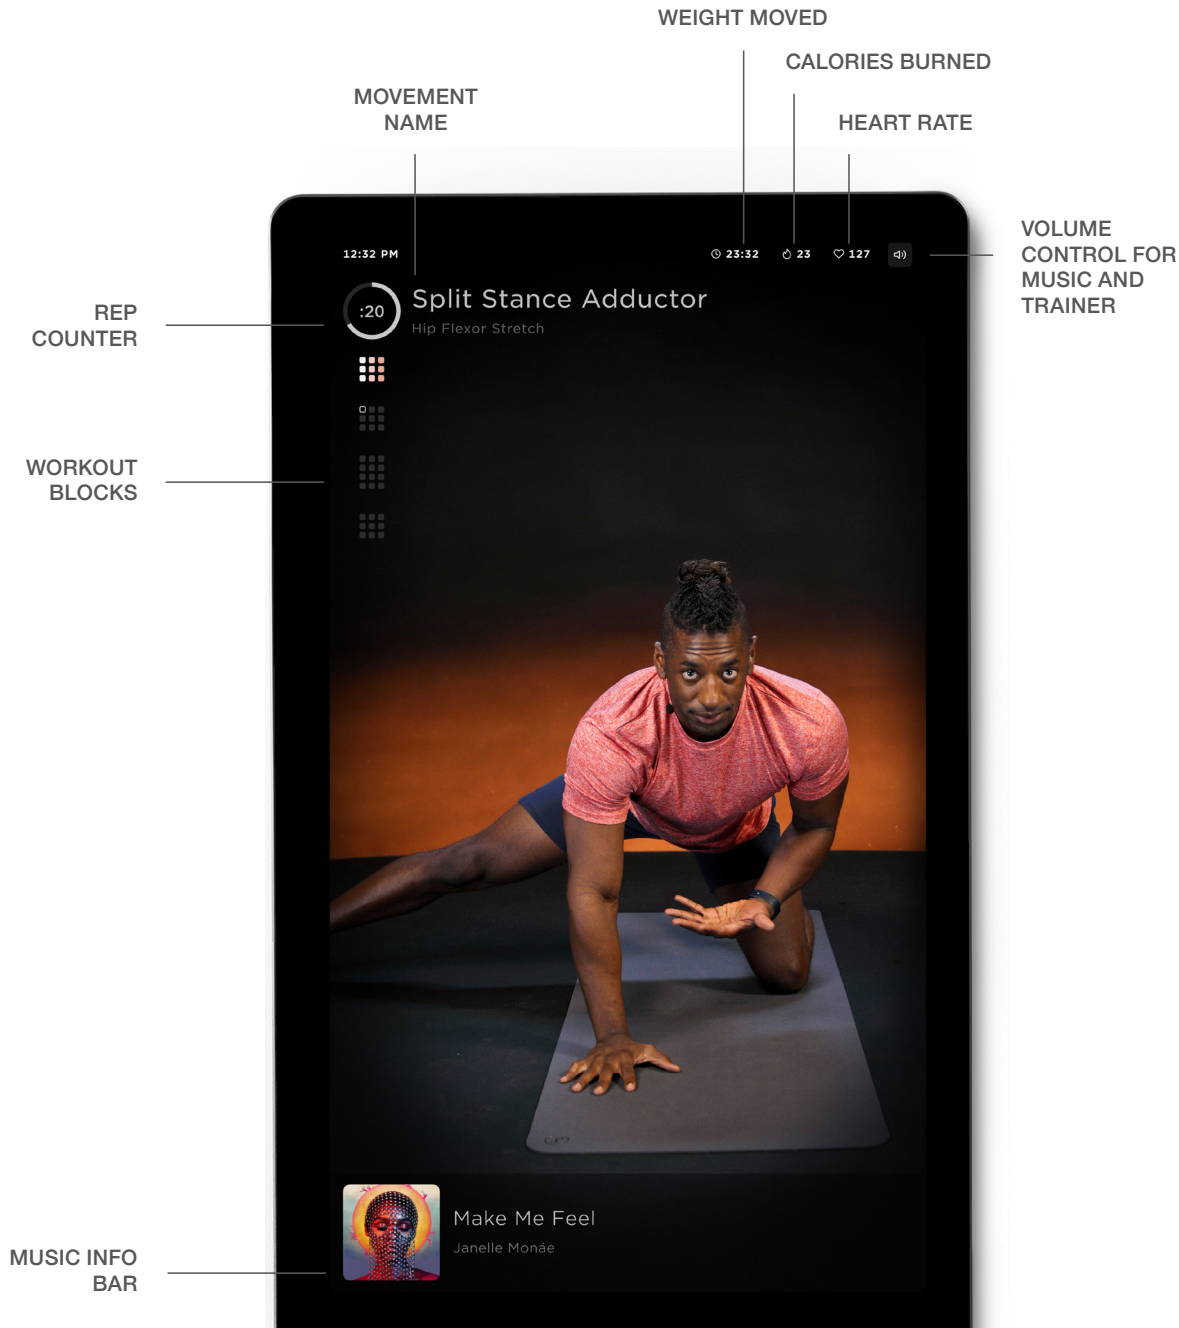 WEIGHT MOVED
CALORIES BURNED
MOVEMENT
NAME
HEART RATE
VOLUME
CONTROL FOR
MUSIC AND
TRAINER
12:32 PM
23:32
23
127
REP
COUNTER
:20
Split Stance Adductor
Hip Flexor Stretch
WORKOUT
BLOCKS
MUSIC INFO
BAR
Make Me Feel
Janelle Monáe